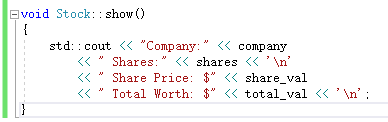 void Stock::show()
{
    std::cout << "Company:" << company
        << " Shares:" << shares << '\n'
        << " Share Price: $" << share_val
        << " Total Worth: $" << total_val << '\n';
}